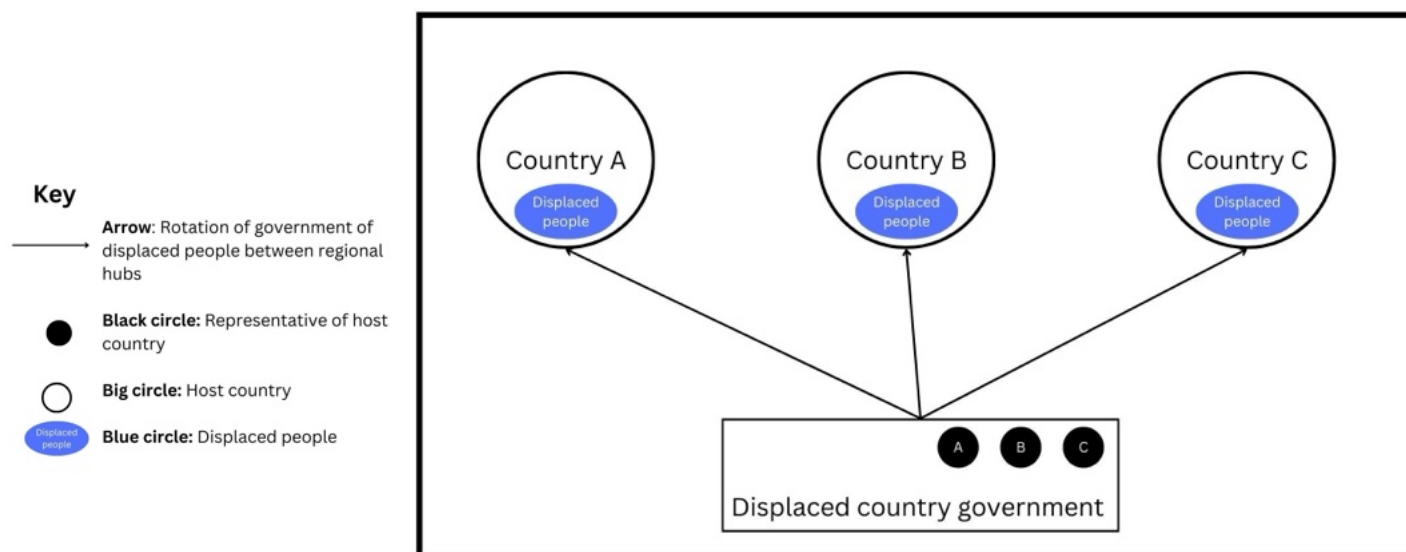 Key
Arrow: Rotation of government of
displaced people between regional
hubs
Black circle: Representative of host
country
Big circle: Host country
Displaced
people
Blue circle: Displaced people
Country A
Displaced
people
Country B
Displaced
people
Country C
Displaced
people
A B C
Displaced country government